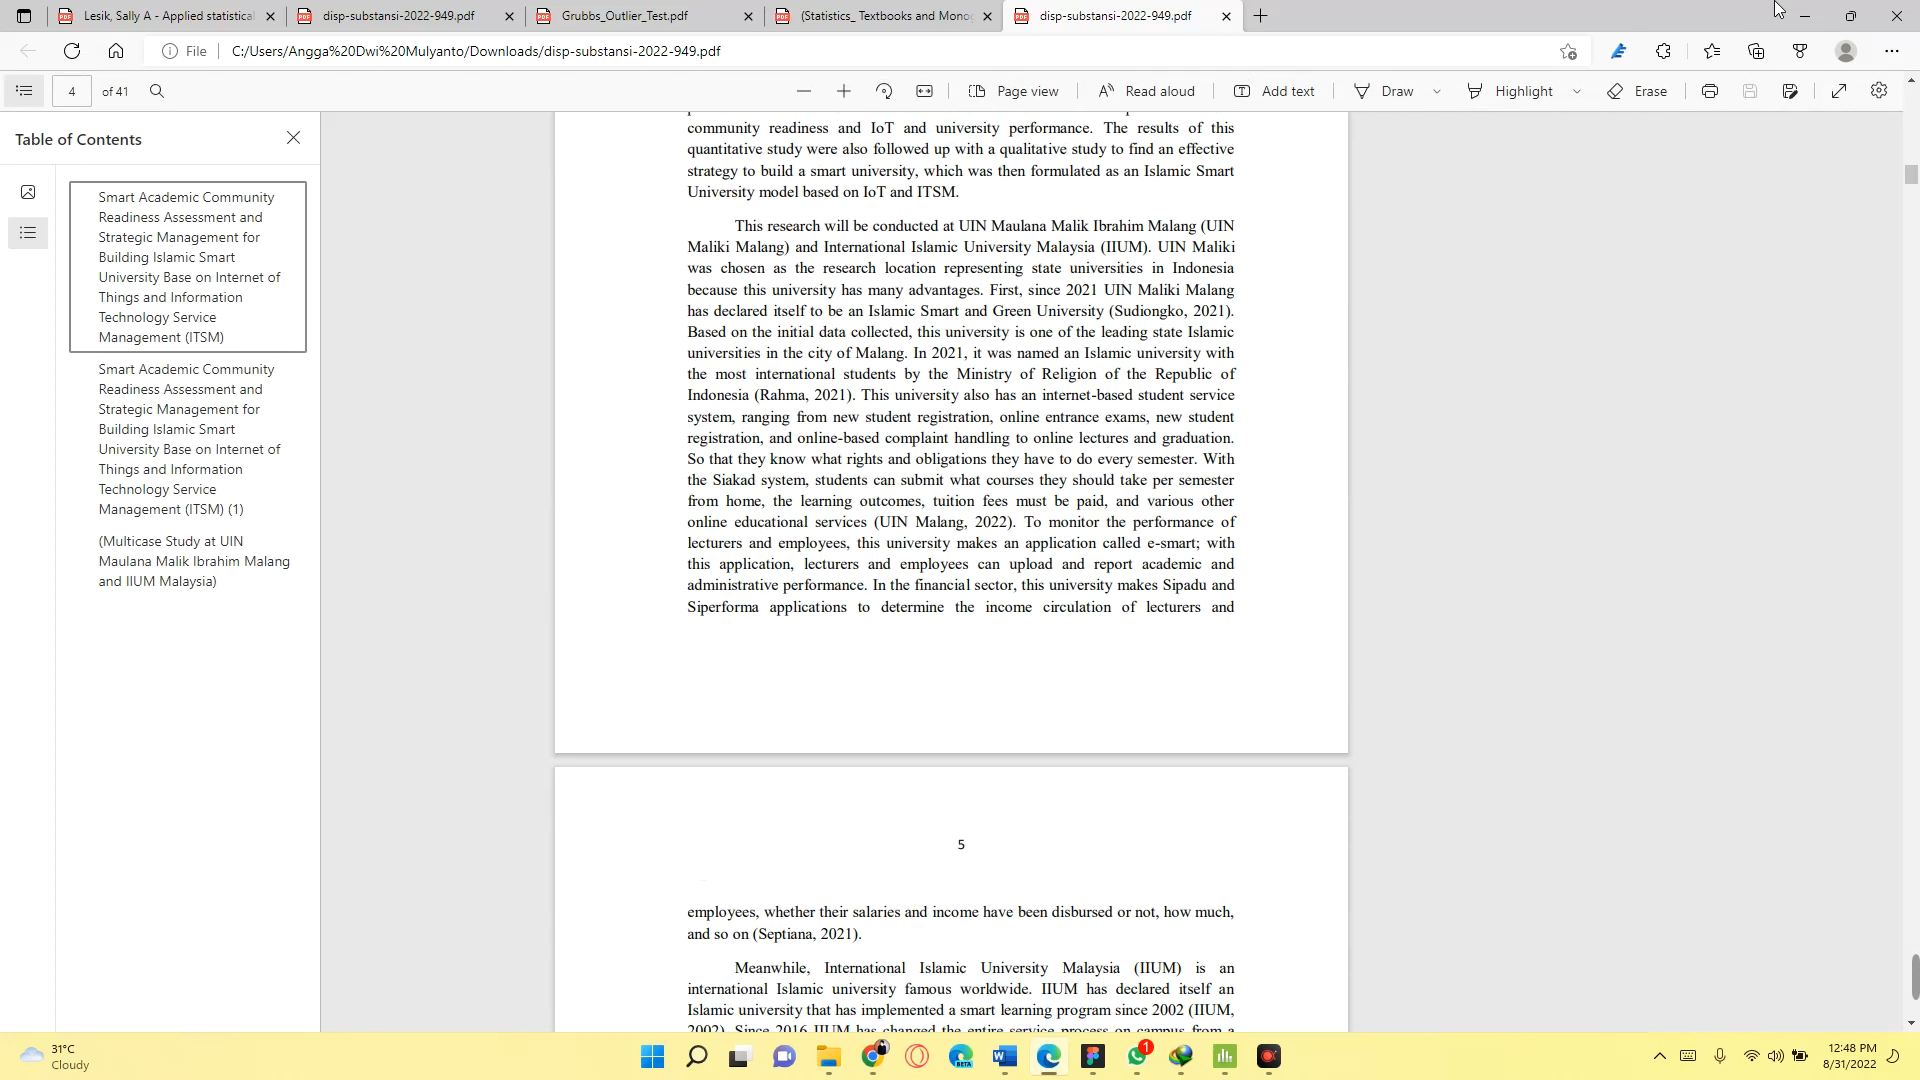 Lesik, Sally A - Applied statistical
disp-substansi-2022-949.pdf
Grubbs_Outlier_Test.pdf
(Statistics_ Textbooks and Mono
disp-substansi-2022-949.pdf
File
C:/Users/Angga%20Dwi%20Mulyanto/Downloads/disp-substansi-2022-949.pdf
4 of 41
Page view
Read aloud
Add text
Draw
Highlight
Erase
Table of Contents
Smart Academic Community
Readiness Assessment and
Strategic Management for
Building Islamic Smart
University Base on Internet of
Things and Information
Technology Service
Management (ITSM)
Smart Academic Community
Readiness Assessment and
Strategic Management for
Building Islamic Smart
University Base on Internet of
Things and Information
Technology Service
Management (ITSM) (1)
(Multicase Study at UIN
Maulana Malik Ibrahim Malang
and IIUM Malaysia)
community readiness and IoT and university performance. The results of this
quantitative study were also followed up with a qualitative study to find an effective
strategy to build a smart university, which was then formulated as an Islamic Smart
University model based on IoT and ITSM.
This research will be conducted at UIN Maulana Malik Ibrahim Malang (UIN
Maliki Malang) and International Islamic University Malaysia (IIUM). UIN Maliki
was chosen as the research location representing state universities in Indonesia
because this university has many advantages. First, since 2021 UIN Maliki Malang
has declared itself to be an Islamic Smart and Green University (Sudiongko, 2021).
Based on the initial data collected, this university is one of the leading state Islamic
universities in the city of Malang. In 2021, it was named an Islamic university with
the most international students by the Ministry of Religion of the Republic of
Indonesia (Rahma, 2021). This university also has an internet-based student service
system, ranging from new student registration, online entrance exams, new student
registration, and online-based complaint handling to online lectures and graduation.
So that they know what rights and obligations they have to do every semester. With
the Siakad system, students can submit what courses they should take per semester
from home, the learning outcomes, tuition fees must be paid, and various other
online educational services (UIN Malang, 2022). To monitor the performance of
lecturers and employees, this university makes an application called e-smart; with
this application, lecturers and employees can upload and report academic and
administrative performance. In the financial sector, this university makes Sipadu and
Siperforma applications to determine the income circulation of lecturers and
5
employees, whether their salaries and income have been disbursed or not, how much,
and so on (Septiana, 2021).
Meanwhile, International Islamic University Malaysia (IIUM) is an
international Islamic university famous worldwide. IIUM has declared itself an
Islamic university that has implemented a smart learning program since 2002 (IIUM,
2002). Since 2016 IIUM has changed the entire service process on campus from a
31°C
Cloudy
BETA
1
12:48 PM
8/31/2022